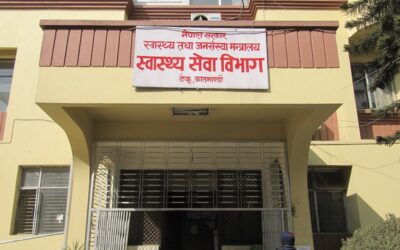 नेपाल सरकार
स्वास्थ्य तथा जनसंख्या मन्त्रालय
स्वास्थ्य सेवा विभाग
टेकु, काठमाण्डौं